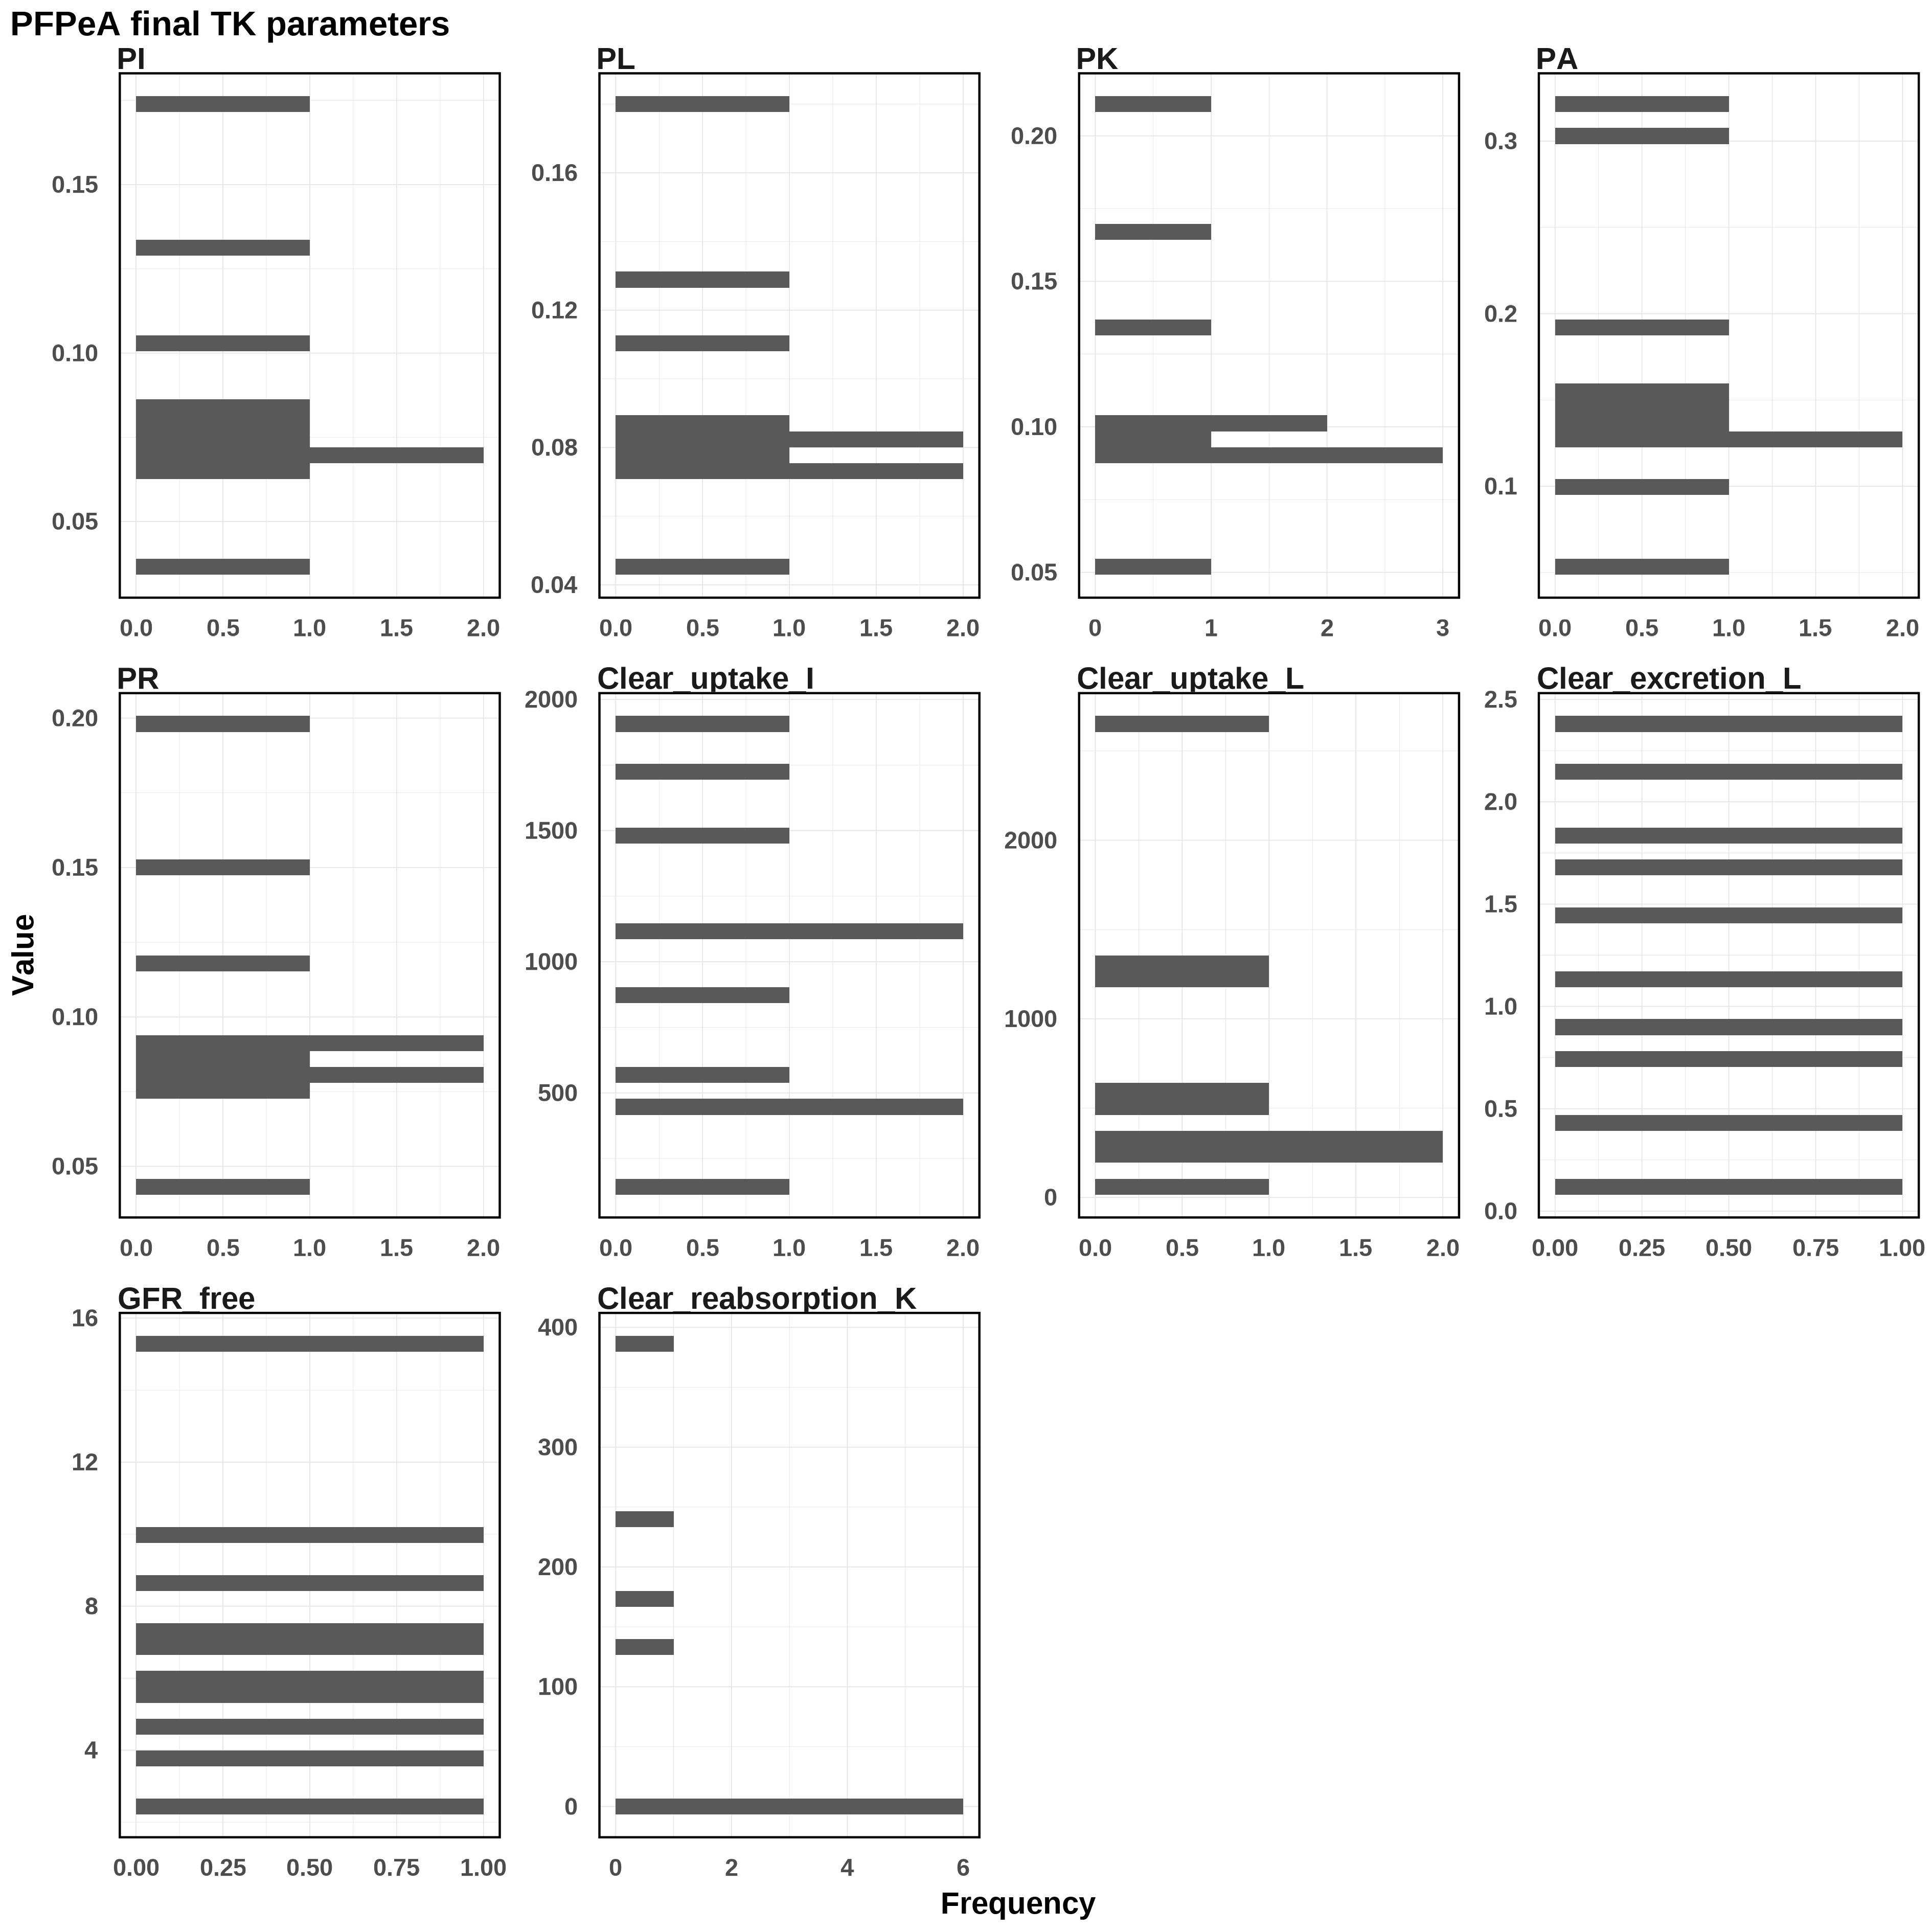 PFPeA final TK parameters
PI
PL
PK
PA
0.15
0.10
0.05
0.16
0.12
0.08
0.04
0.20
0.15
0.10
0.05
0.3
0.2
0.1
0.0 0.5 1.0 1.5 2.0
0.0 0.5 1.0 1.5 2.0
0 1 2 3
0.0 0.5 1.0 1.5 2.0
PR
Clear_uptake_I
Clear_uptake_L
Clear_excretion_L
Value
0.20
0.15
0.10
0.05
2000
1500
1000
500
2000
1000
0
2.5
2.0
1.5
1.0
0.5
0.0
0.0 0.5 1.0 1.5 2.0
0.0 0.5 1.0 1.5 2.0
0.0 0.5 1.0 1.5 2.0
0.00 0.25 0.50 0.75 1.00
GFR_free
Clear_reabsorption_K
16
12
8
4
400
300
200
100
0
0.00 0.25 0.50 0.75 1.00
0 2 4 6
Frequency